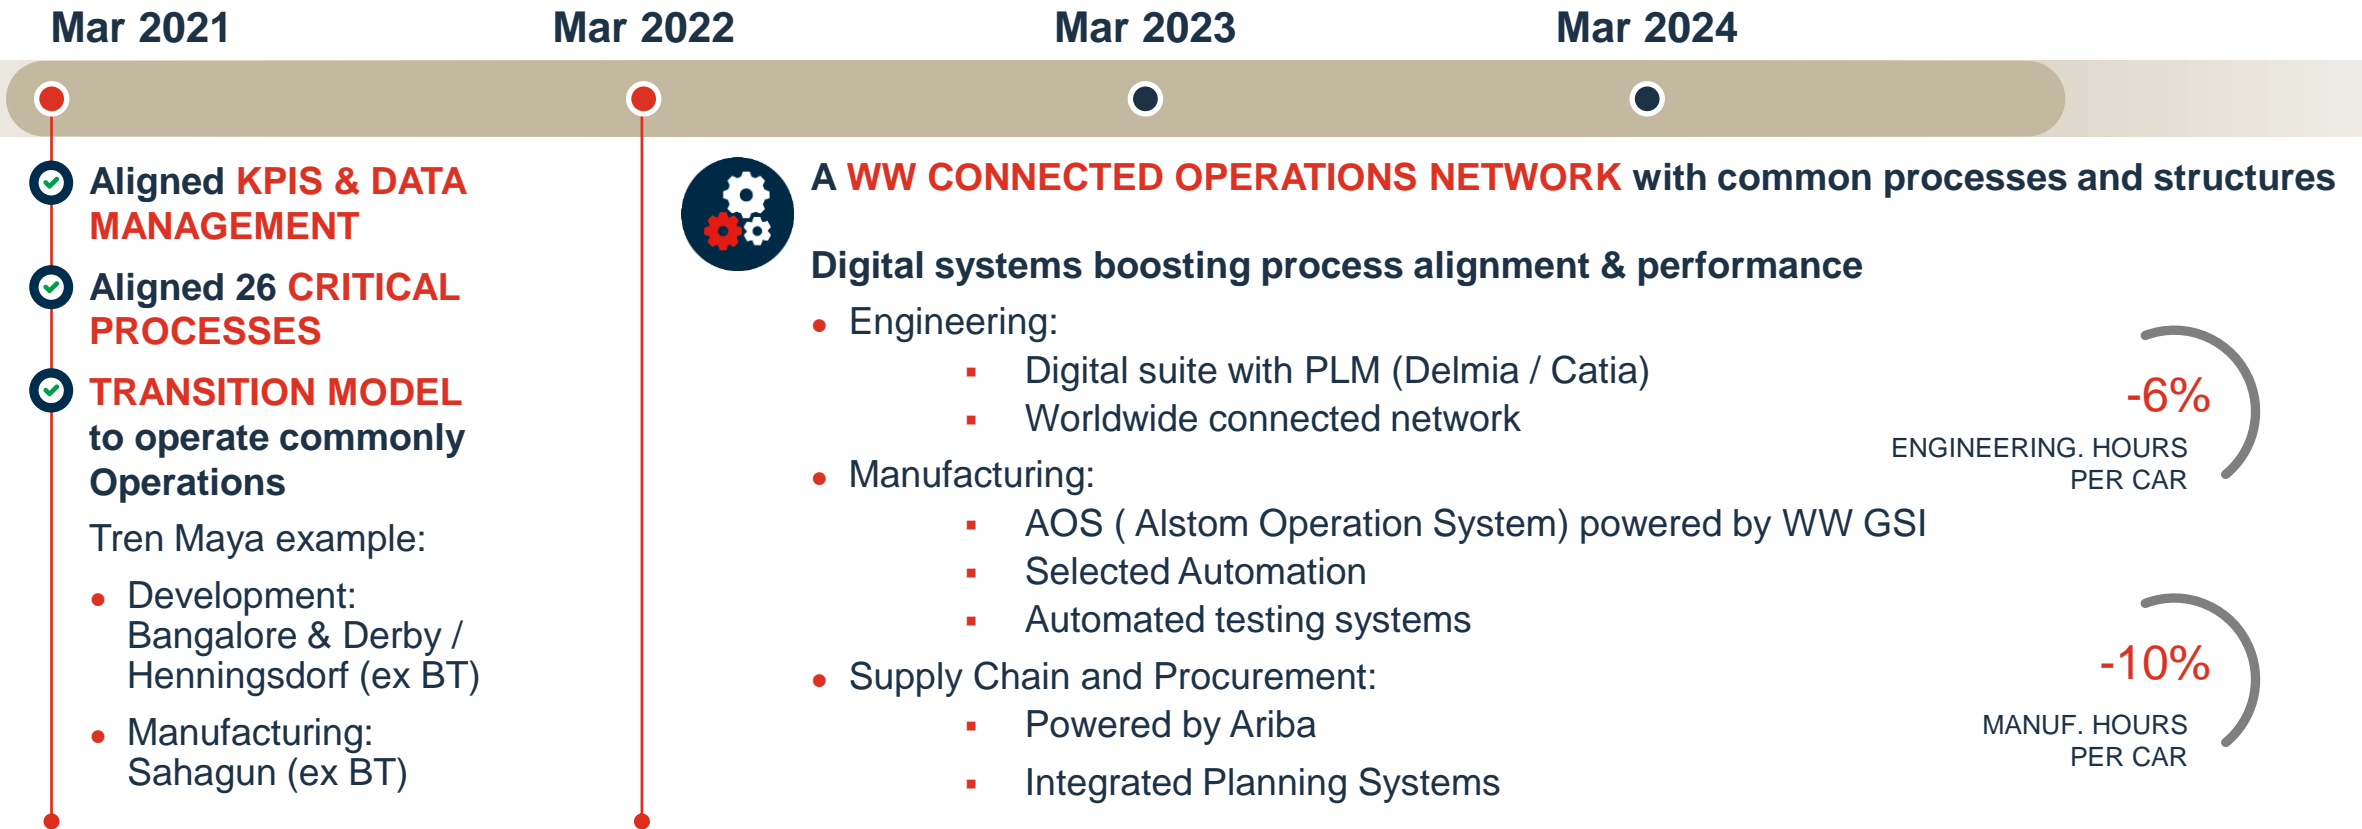 Mar 2021
Mar 2022
Mar 2023
Mar 2024
Aligned KPIS & DATA
MANAGEMENT
Aligned 26 CRITICAL
PROCESSES
TRANSITION MODEL
to operate commonly
Operations
Tren Maya example:
Development:
Bangalore & Derby /
Henningsdorf (ex BT)
Manufacturing:
Sahagun (ex BT)
A WW CONNECTED OPERATIONS NETWORK with common processes and structures
Digital systems boosting process alignment & performance
Engineering:
Digital suite with PLM (Delmia / Catia)
Worldwide connected network
Manufacturing:
AOS ( Alstom Operation System) powered by WW GSI
Selected Automation
Automated testing systems
Supply Chain and Procurement:
Powered by Ariba
Integrated Planning Systems
-6%
ENGINEERING. HOURS
PER CAR
-10%
MANUF. HOURS
PER CAR